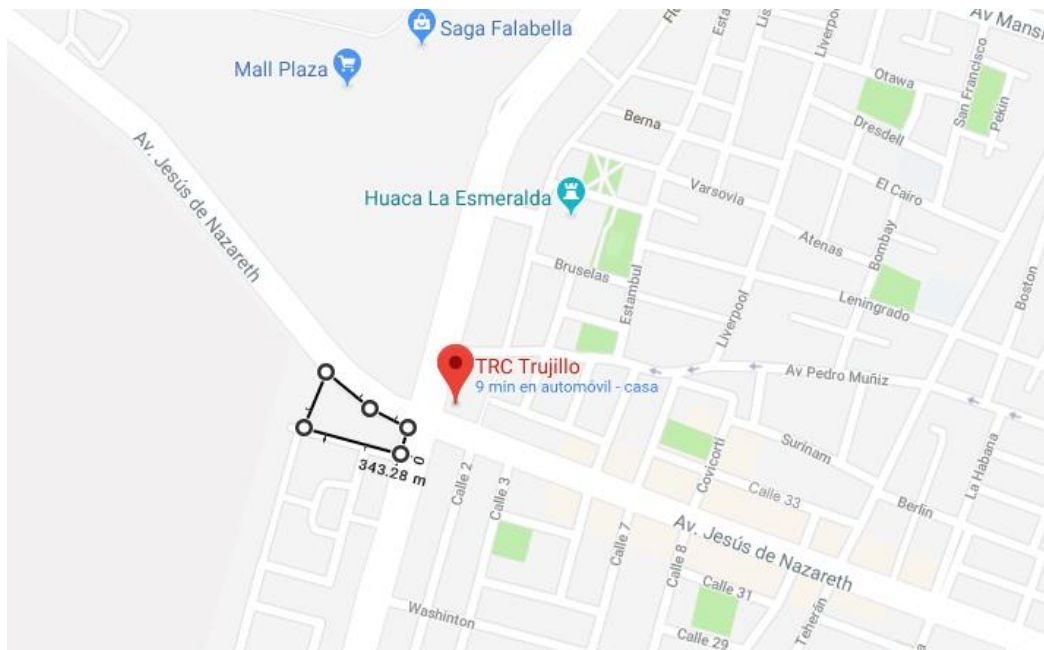 Saga Falabella
Mall Plaza
Av. Jesús de Nazareth
Huaca La Esmeralda
Berna
Varsovia
Bruselas
Estambul
Liverpool
Otawa
Dresdell
San Francisco
Pekín
El Cairo
Atenas
Bombay
Leningrado
Boston
Liverpool
TRC Trujillo
9 min en automóvil - casa
Av Pedro Muñiz
343.28 m
0
Calle 2
Calle 3
Calle 7
Calle 8
Covicorti
Surinam
Calle 33
Berlin
La Habana
Av. Jesús de Nazareth
Calle 31
Calle 29
Teherán
Washinton